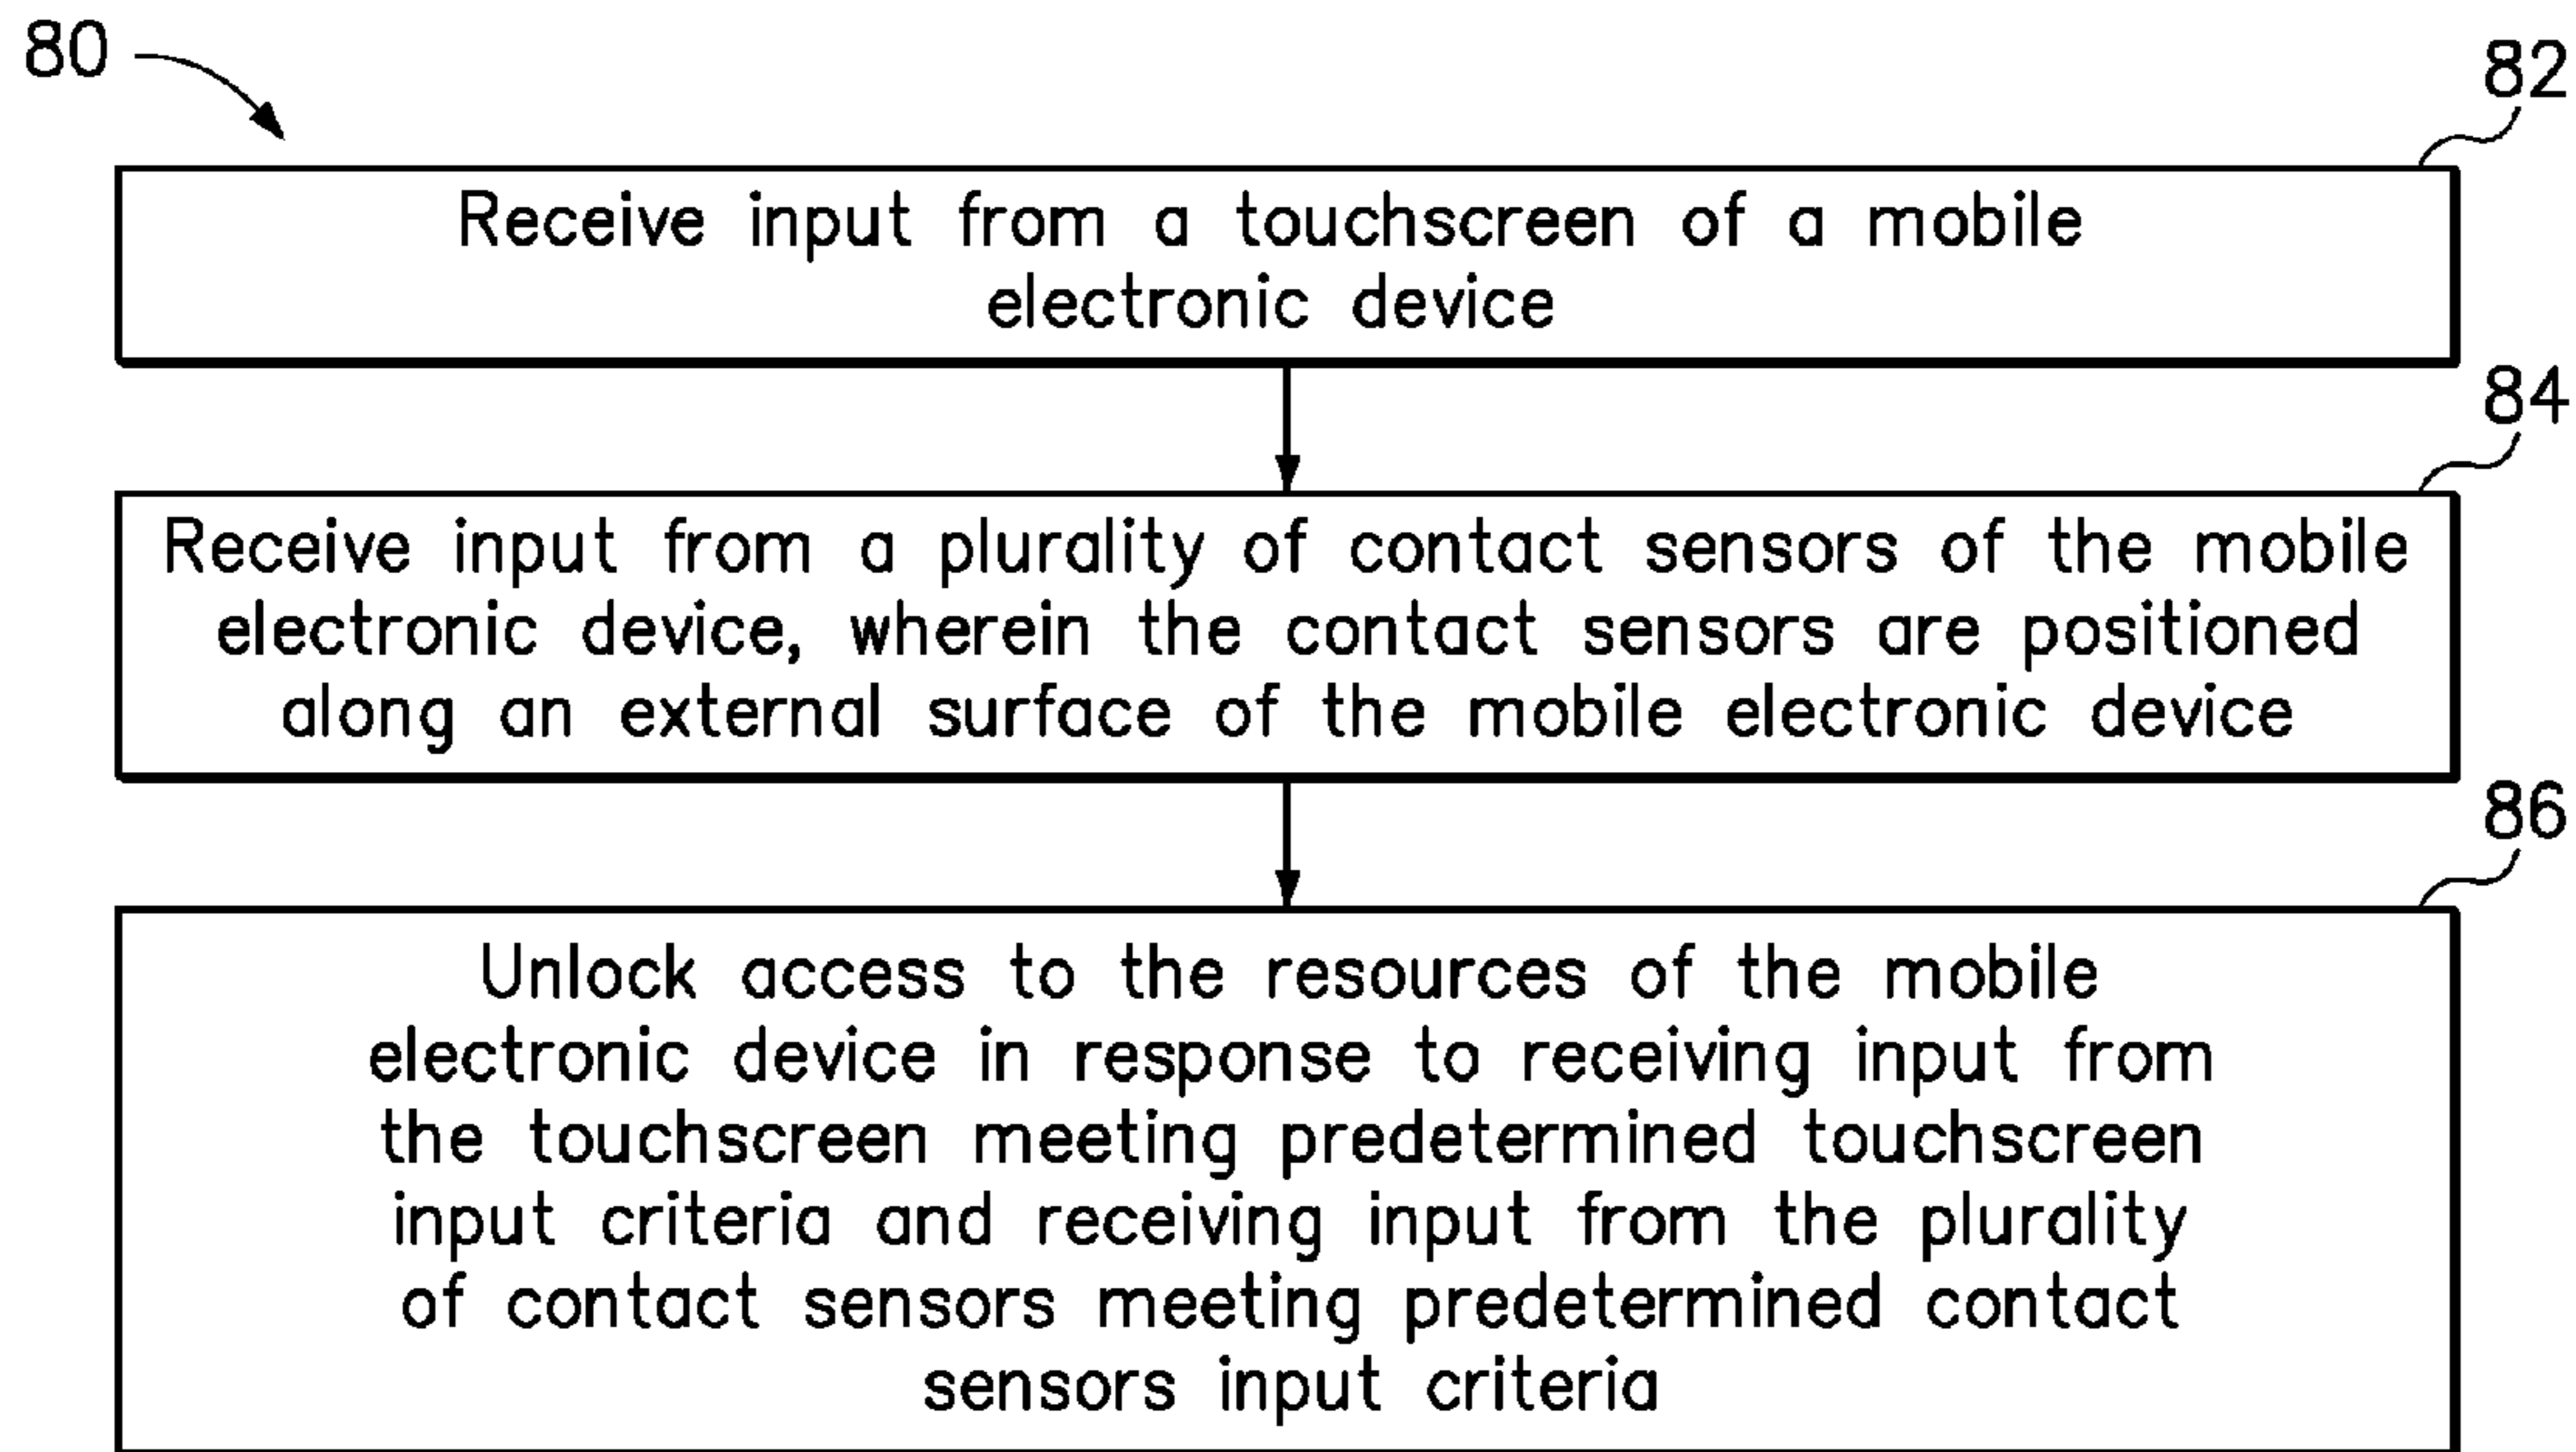 80
82
Receive input from a touchscreen of a mobile
electronic device
84
Receive input from a plurality of contact sensors of the mobile
electronic device, wherein the contact sensors are positioned
along an external surface of the mobile electronic device
86
Unlock access to the resources of the mobile
electronic device in response to receiving input from
the touchscreen meeting predetermined touchscreen
input criteria and receiving input from the plurality
of contact sensors meeting predetermined contact
sensors input criteria